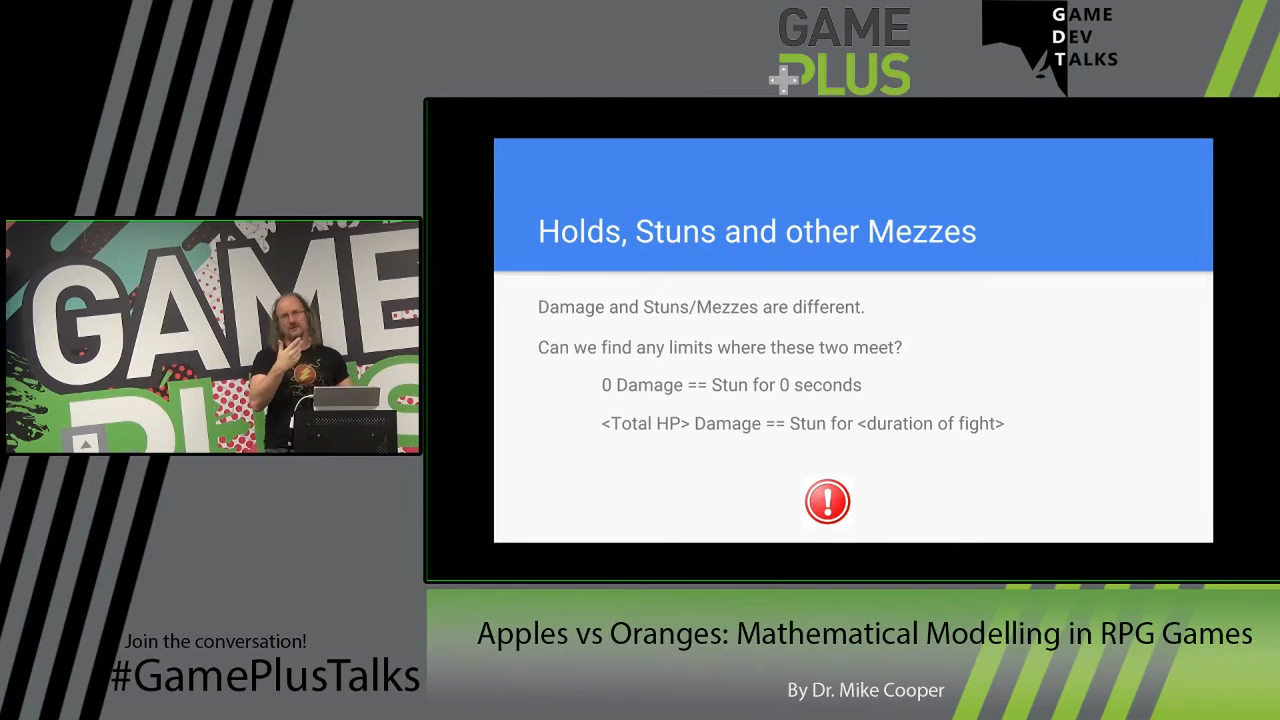 GAME
PLUS
GAME
DEV
TALKS
Holds, Stuns and other Mezzes
Damage and Stuns/Mezzes are different.
Can we find any limits where these two meet?
0 Damage == Stun for 0 seconds
<Total HP> Damage == Stun for <duration of fight>
GAME
Join the conversation!
#GamePlusTalks
Apples vs Oranges: Mathematical Modelling in RPG Games
By Dr. Mike Cooper